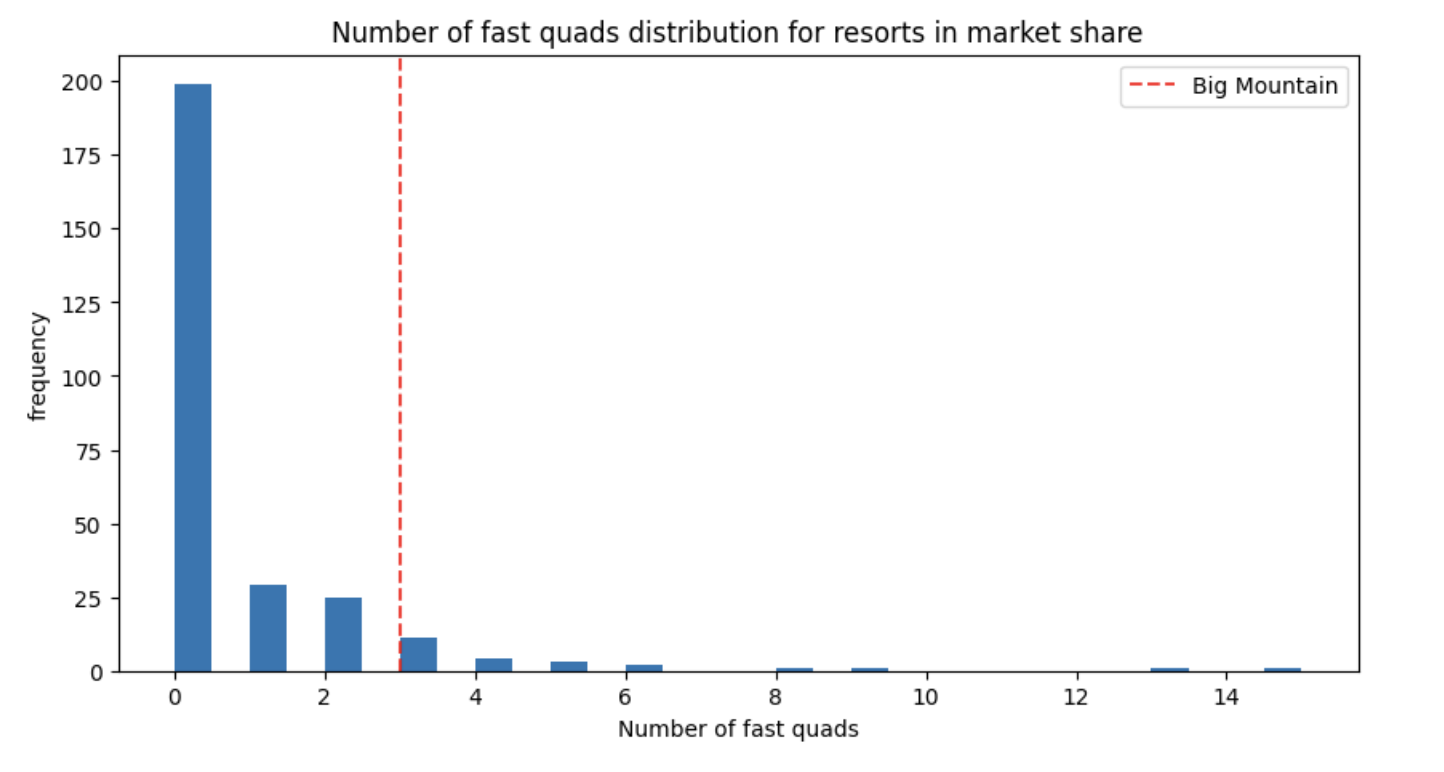 Number of fast quads distribution for resorts in market share
Big Mountain
200
175
150
125
100
75
50
25
0
frequency
0 2 4 6 8 10 12 14
Number of fast quads